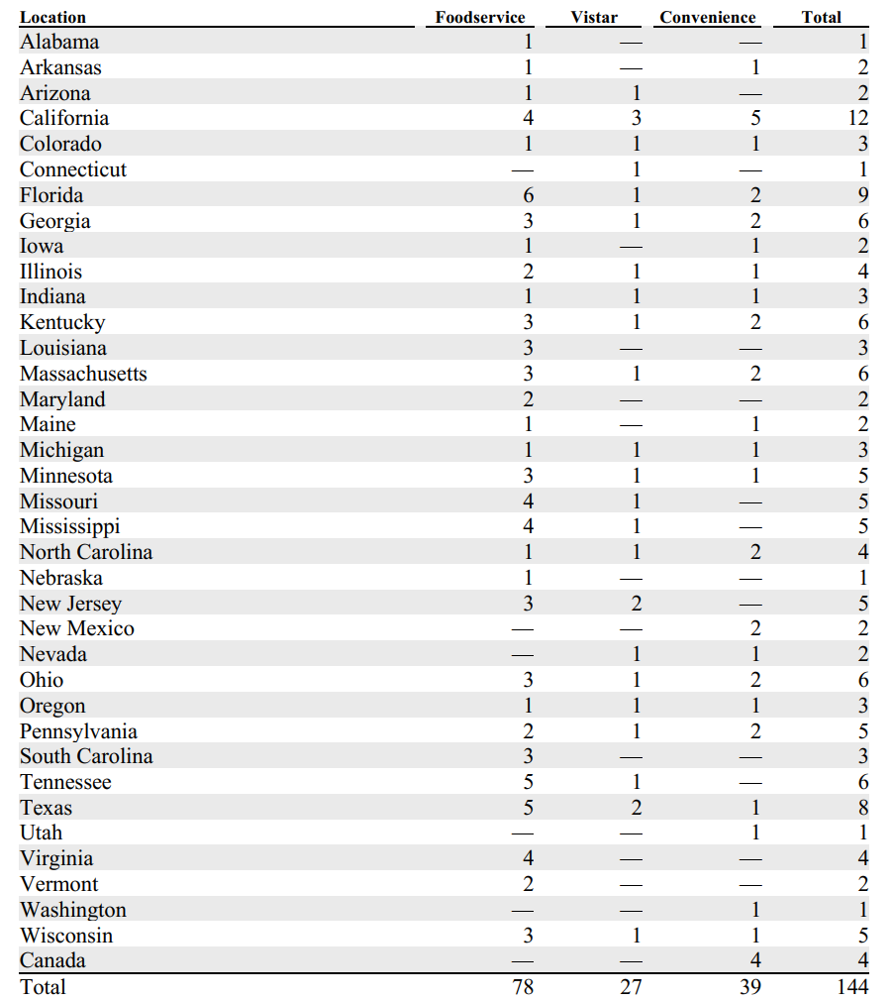 Location Foodservice Vistar Convenience Total
Alabama 1 — — 1
Arkansas 1 — 1 2
Arizona 1 1 — 2
California 4 3 5 12
Colorado 1 1 1 3
Connecticut — 1 — 1
Florida 6 1 2 9
Georgia 3 1 2 6
Iowa 1 — 1 2
Illinois 2 1 1 4
Indiana 1 1 1 3
Kentucky 3 1 2 6
Louisiana 3 — — 3
Massachusetts 3 1 2 6
Maryland 2 — — 2
Maine 1 — 1 2
Michigan 1 1 1 3
Minnesota 3 1 1 5
Missouri 4 1 — 5
Mississippi 4 1 — 5
North Carolina 1 1 2 4
Nebraska 1 — — 1
New Jersey 3 2 — 5
New Mexico — — 2 2
Nevada — 1 1 2
Ohio 3 1 2 6
Oregon 1 1 1 3
Pennsylvania 2 1 2 5
South Carolina 3 — — 3
Tennessee 5 1 — 6
Texas 5 2 1 8
Utah — — 1 1
Virginia 4 — — 4
Vermont 2 — — 2
Washington — — 1 1
Wisconsin 3 1 1 5
Canada — — 4 4
Total 78 27 39 144